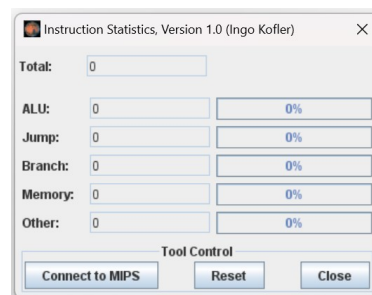 Instruction Statistics, Version 1.0 (Ingo Kofler)
Total: 0
ALU: 0 0%
Jump: 0 0%
Branch: 0 0%
Memory: 0 0%
Other: 0 0%
Tool Control
Connect to MIPS Reset Close